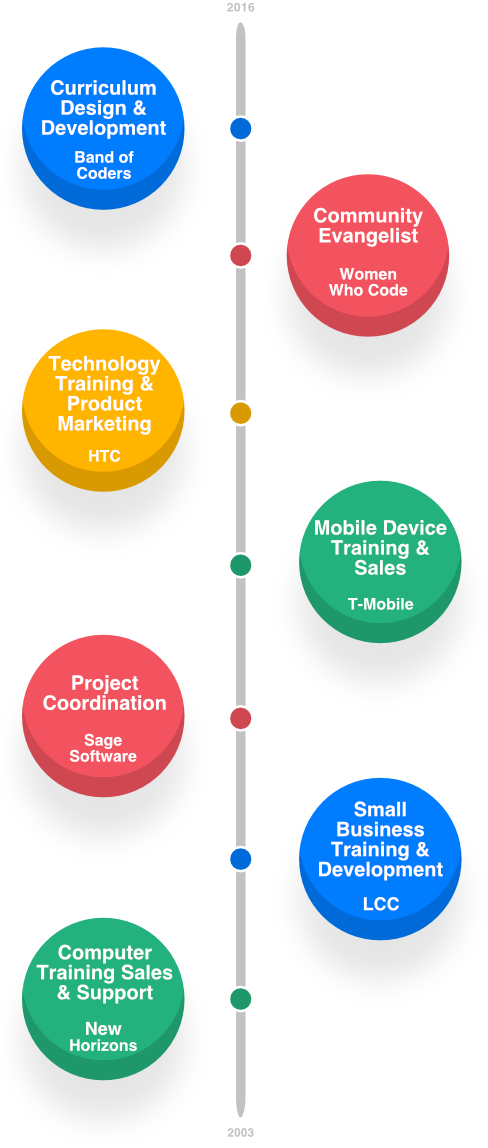 2016
Curriculum
Design &
Development
Band of
Coders
Community
Evangelist
Women
Who Code
Technology
Training &
Product
Marketing
HTC
Mobile Device
Training &
Sales
T-Mobile
Project
Coordination
Sage
Software
Small
Business
Training &
Development
LCC
Computer
Training Sales
& Support
New
Horizons
2003